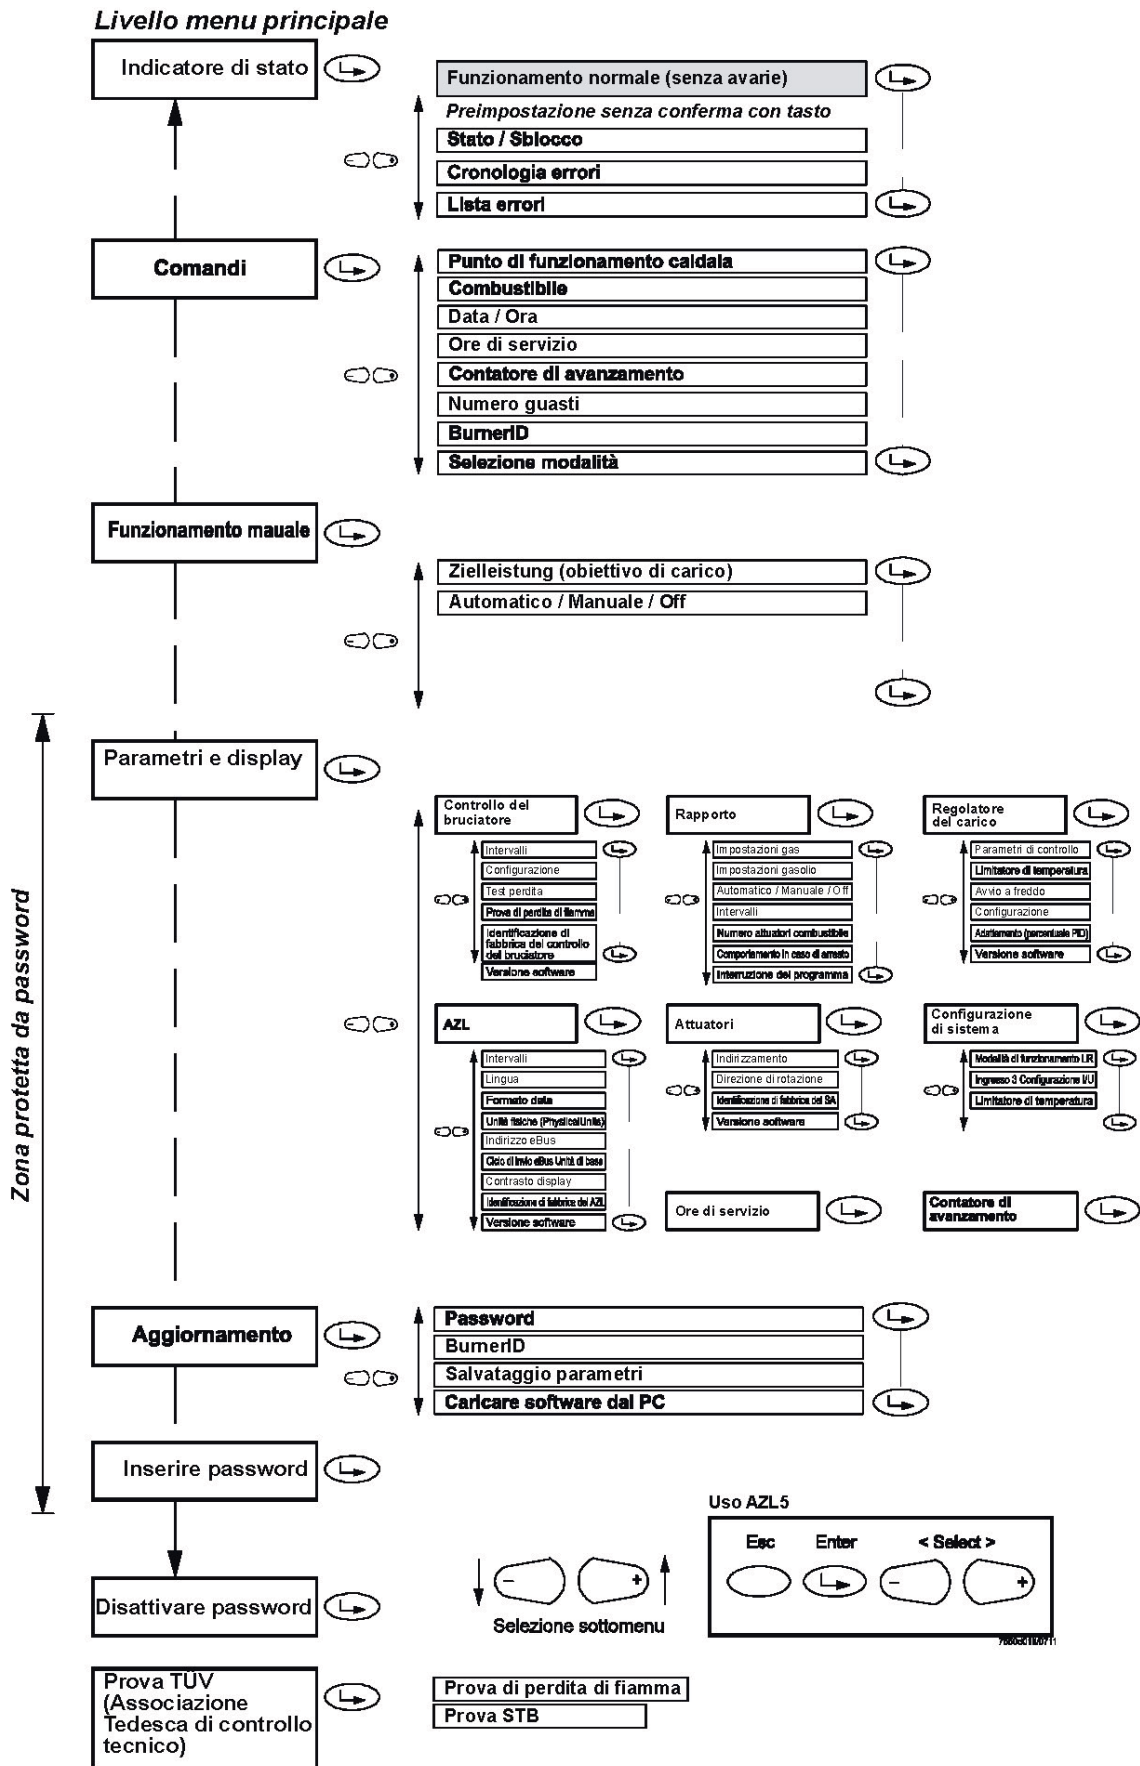 Livello menu principale
Indicatore di stato
Funzionamento normale (senza avarie)
Preimpostazione senza conferma con tasto
Stato / Sblocco
Cronologia errori
Lista errori
Comandi
Punto di funzionamento caldaia
Combustibile
Data / Ora
Ore di servizio
Contatore di avanzamento
Numero guasti
BurnerID
Selezione modalità
Funzionamento mauale
Zielleistung (obiettivo di carico)
Automatico / Manuale / Off
Zona protetta da password
Parametri e display
Controllo del
bruciatore
Intervalli
Configurazione
Test perdita
Prova di perdita di fiamma
Identificazione di
fabbrica del controllo
del bruciatore
Versione software
Rapporto
Impostazioni gas
Impostazioni gasolio
Automatico / Manuale / Off
Intervalli
Numero attuatori combustibile
Comportamento in caso di arresto
Interruzione del programma
Regolatore
del carico
Parametri di controllo
Limitatore di temperatura
Avvio a freddo
Configurazione
Adattamento (percentuale PID)
Versione software
AZL
Intervalli
Lingua
Formato data
Unità fisiche (PhysicalUnits)
Indirizzo eBus
Ciclo di invio eBus Unità di base
Contrasto display
Identificazione di fabbrica del AZL
Versione software
Attuatori
Indirizzamento
Direzione di rotazione
Identificazione di fabbrica del SA
Versione software
Configurazione
di sistema
Modalità di funzionamento LR
Ingresso 3 Configurazione I/U
Limitatore di temperatura
Ore di servizio
Contatore di
avanzamento
Aggiornamento
Password
BurnerID
Salvataggio parametri
Caricare software dal PC
Inserire password
Disattivare password
- +
Selezione sottomenu
Uso AZL5
Esc Enter < Select >
- +
Prova TÜV
(Associazione
Tedesca di controllo
tecnico)
Prova di perdita di fiamma
Prova STB